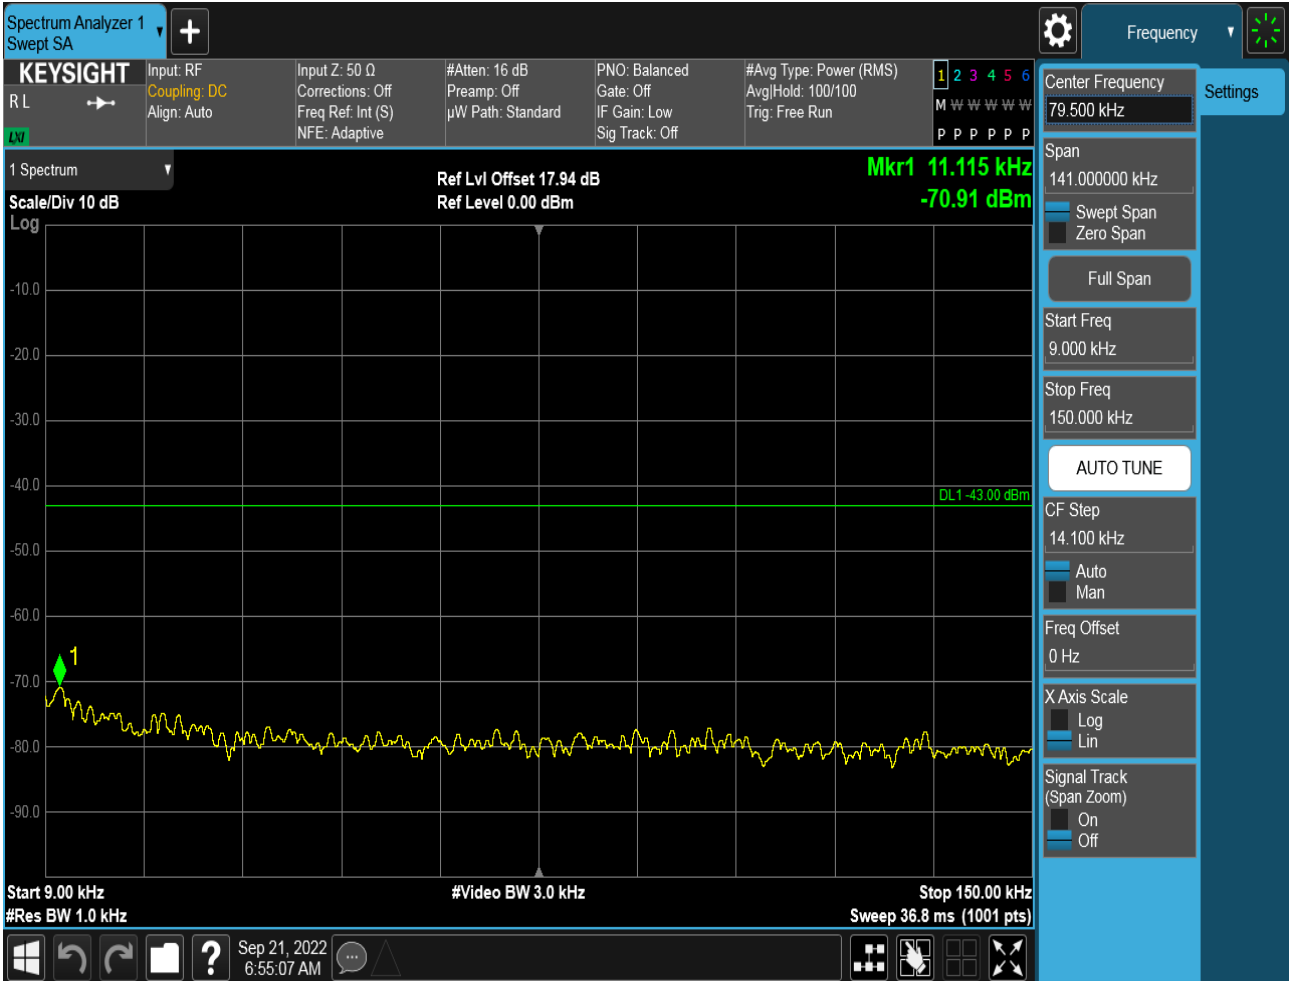 Spectrum Analyzer 1
Swept SA
Frequency
KEYSIGHT
R L
LXI
Input: RF
Coupling: DC
Align: Auto
Input Z: 50 Ω
Corrections: Off
Freq Ref: Int (S)
NFE: Adaptive
#Atten: 16 dB
Preamp: Off
µW Path: Standard
PNO: Balanced
Gate: Off
IF Gain: Low
Sig Track: Off
#Avg Type: Power (RMS)
Avg|Hold: 100/100
Trig: Free Run
1 2 3 4 5 6
M W W W W W
P P P P P P
1 Spectrum
Scale/Div 10 dB
Log
Ref Lvl Offset 17.94 dB
Ref Level 0.00 dBm
Mkr1 11.115 kHz
-70.91 dBm
-10.0
-20.0
-30.0
-40.0
DL1 -43.00 dBm
-50.0
-60.0
1
-70.0
-80.0
-90.0
Start 9.00 kHz
#Res BW 1.0 kHz
#Video BW 3.0 kHz
Stop 150.00 kHz
Sweep 36.8 ms (1001 pts)
?
Sep 21, 2022
6:55:07 AM
Center Frequency
79.500 kHz
Settings
Span
141.000000 kHz
Swept Span
Zero Span
Full Span
Start Freq
9.000 kHz
Stop Freq
150.000 kHz
AUTO TUNE
CF Step
14.100 kHz
Auto
Man
Freq Offset
0 Hz
X Axis Scale
Log
Lin
Signal Track
(Span Zoom)
On
Off